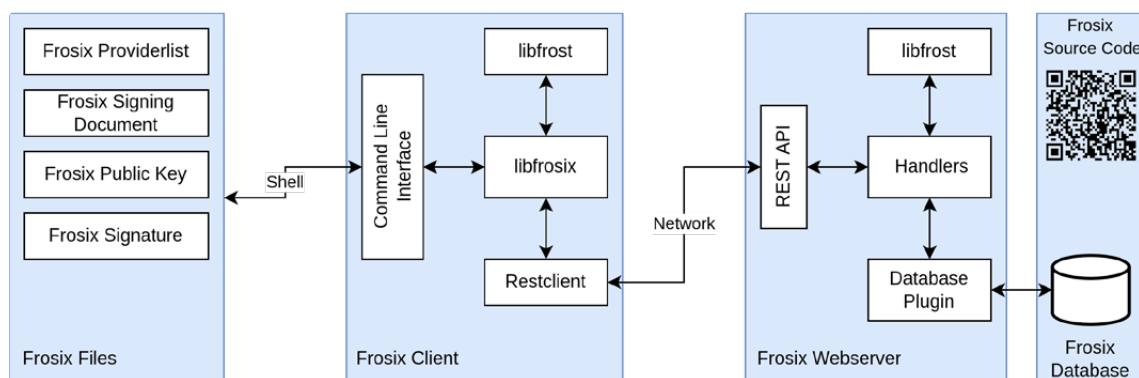 Frosix Providerlist
Frosix Signing
Document
Frosix Public Key
Frosix Signature
Frosix Files
Shell
Command Line
Interface
libfrost
libfrosix
Restclient
Frosix Client
Network
REST API
libfrost
Handlers
Database
Plugin
Frosix Webserver
Frosix
Source Code
Frosix
Database